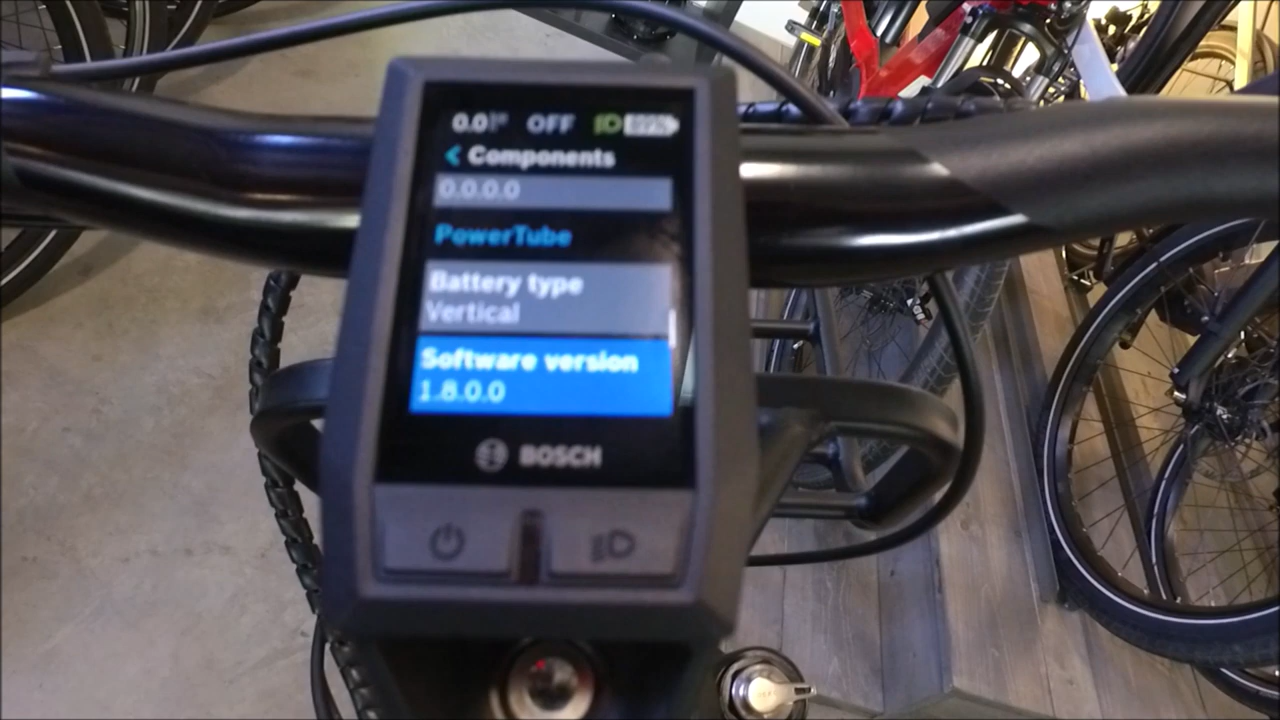 0.0 OFF 89%
Components
0.0.0.0
PowerTube
Battery type
Vertical
Software version
1.8.0.0
BOSCH